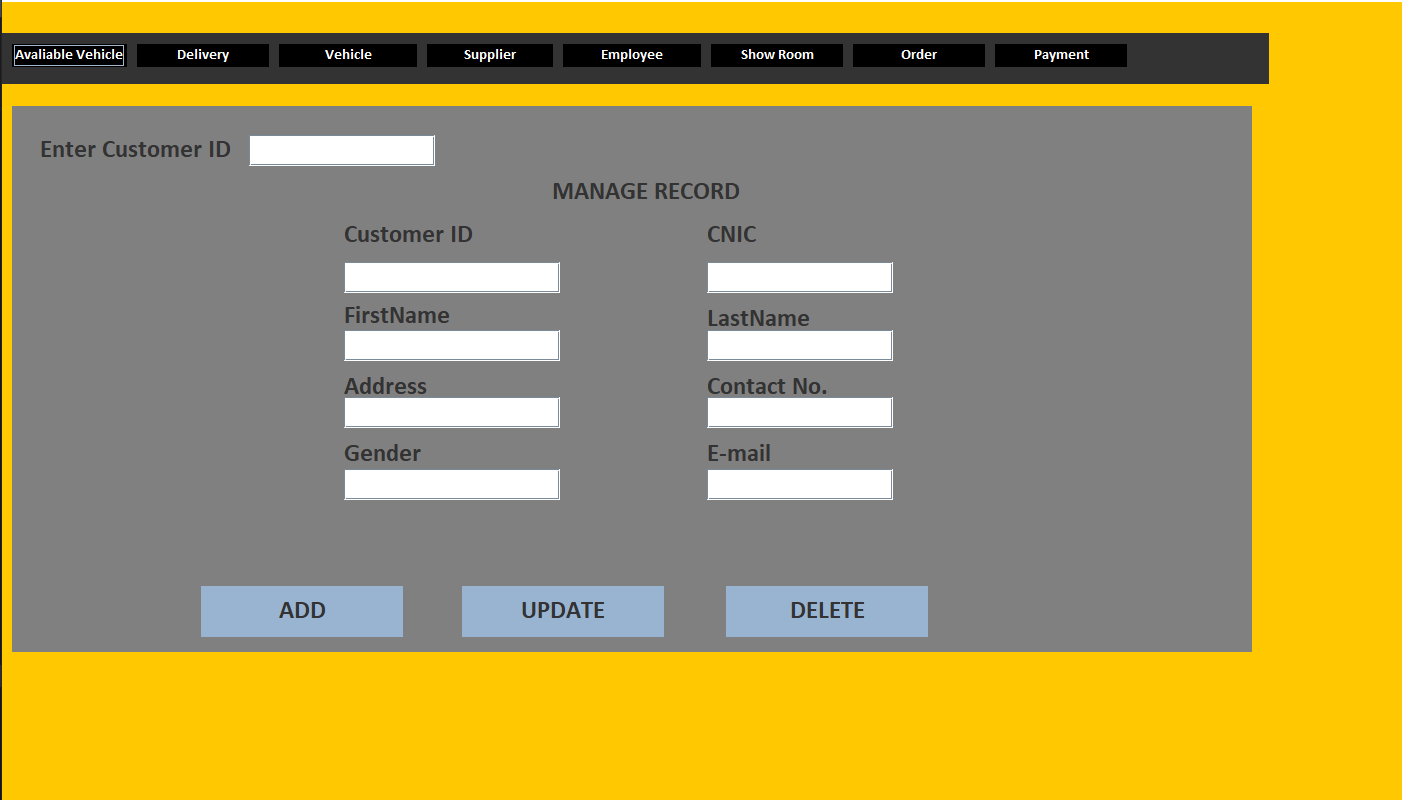 Avaliable Vehicle Delivery Vehicle Supplier Employee Show Room Order Payment
Enter Customer ID
MANAGE RECORD
Customer ID CNIC
FirstName LastName
Address Contact No.
Gender E-mail
ADD UPDATE DELETE